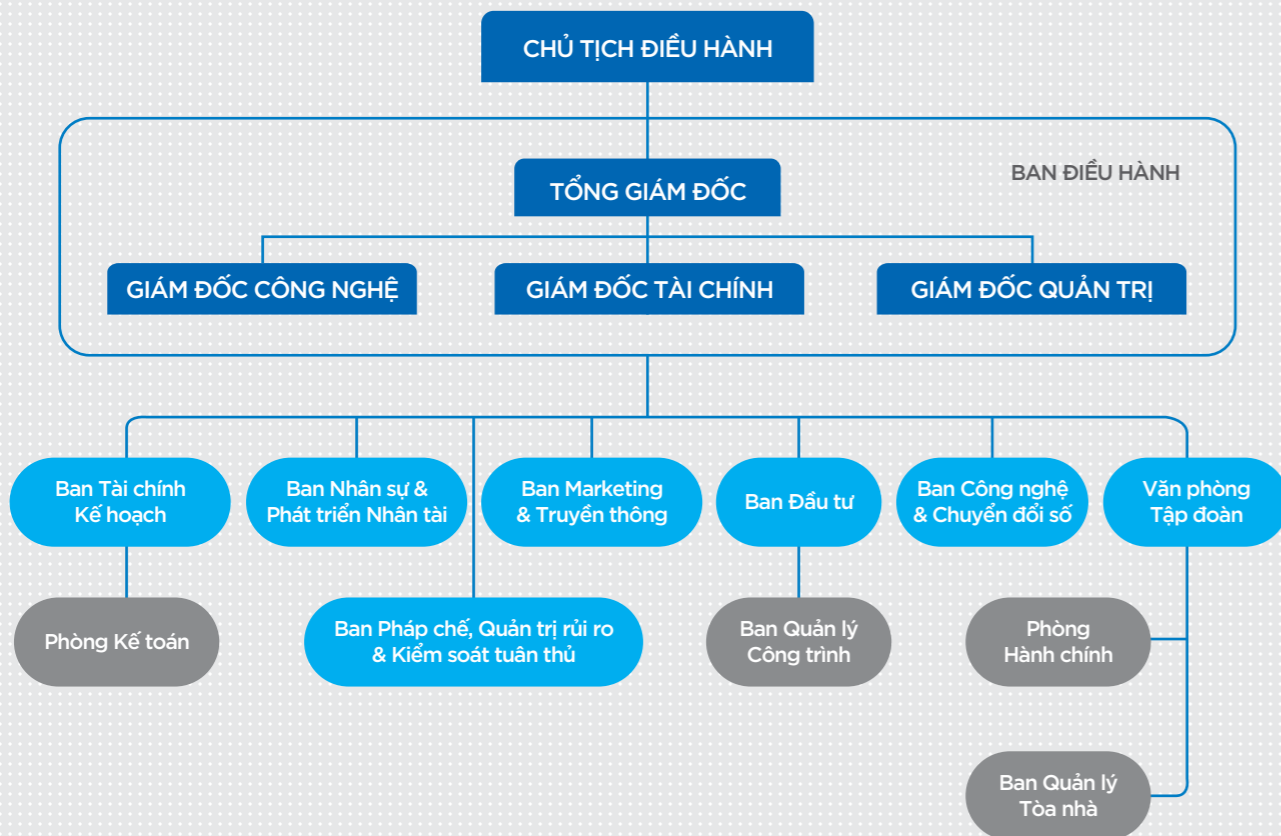 CHỦ TỊCH ĐIỀU HÀNH
BAN ĐIỀU HÀNH
TỔNG GIÁM ĐỐC
GIÁM ĐỐC CÔNG NGHỆ
GIÁM ĐỐC TÀI CHÍNH
GIÁM ĐỐC QUẢN TRỊ
Ban Tài chính
Kế hoạch
Ban Nhân sự &
Phát triển Nhân tài
Ban Marketing
& Truyền thông
Ban Đầu tư
Ban Công nghệ
& Chuyển đổi số
Văn phòng
Tập đoàn
Phòng Kế toán
Ban Pháp chế, Quản trị rủi ro
& Kiểm soát tuân thủ
Ban Quản lý
Công trình
Phòng
Hành chính
Ban Quản lý
Tòa nhà